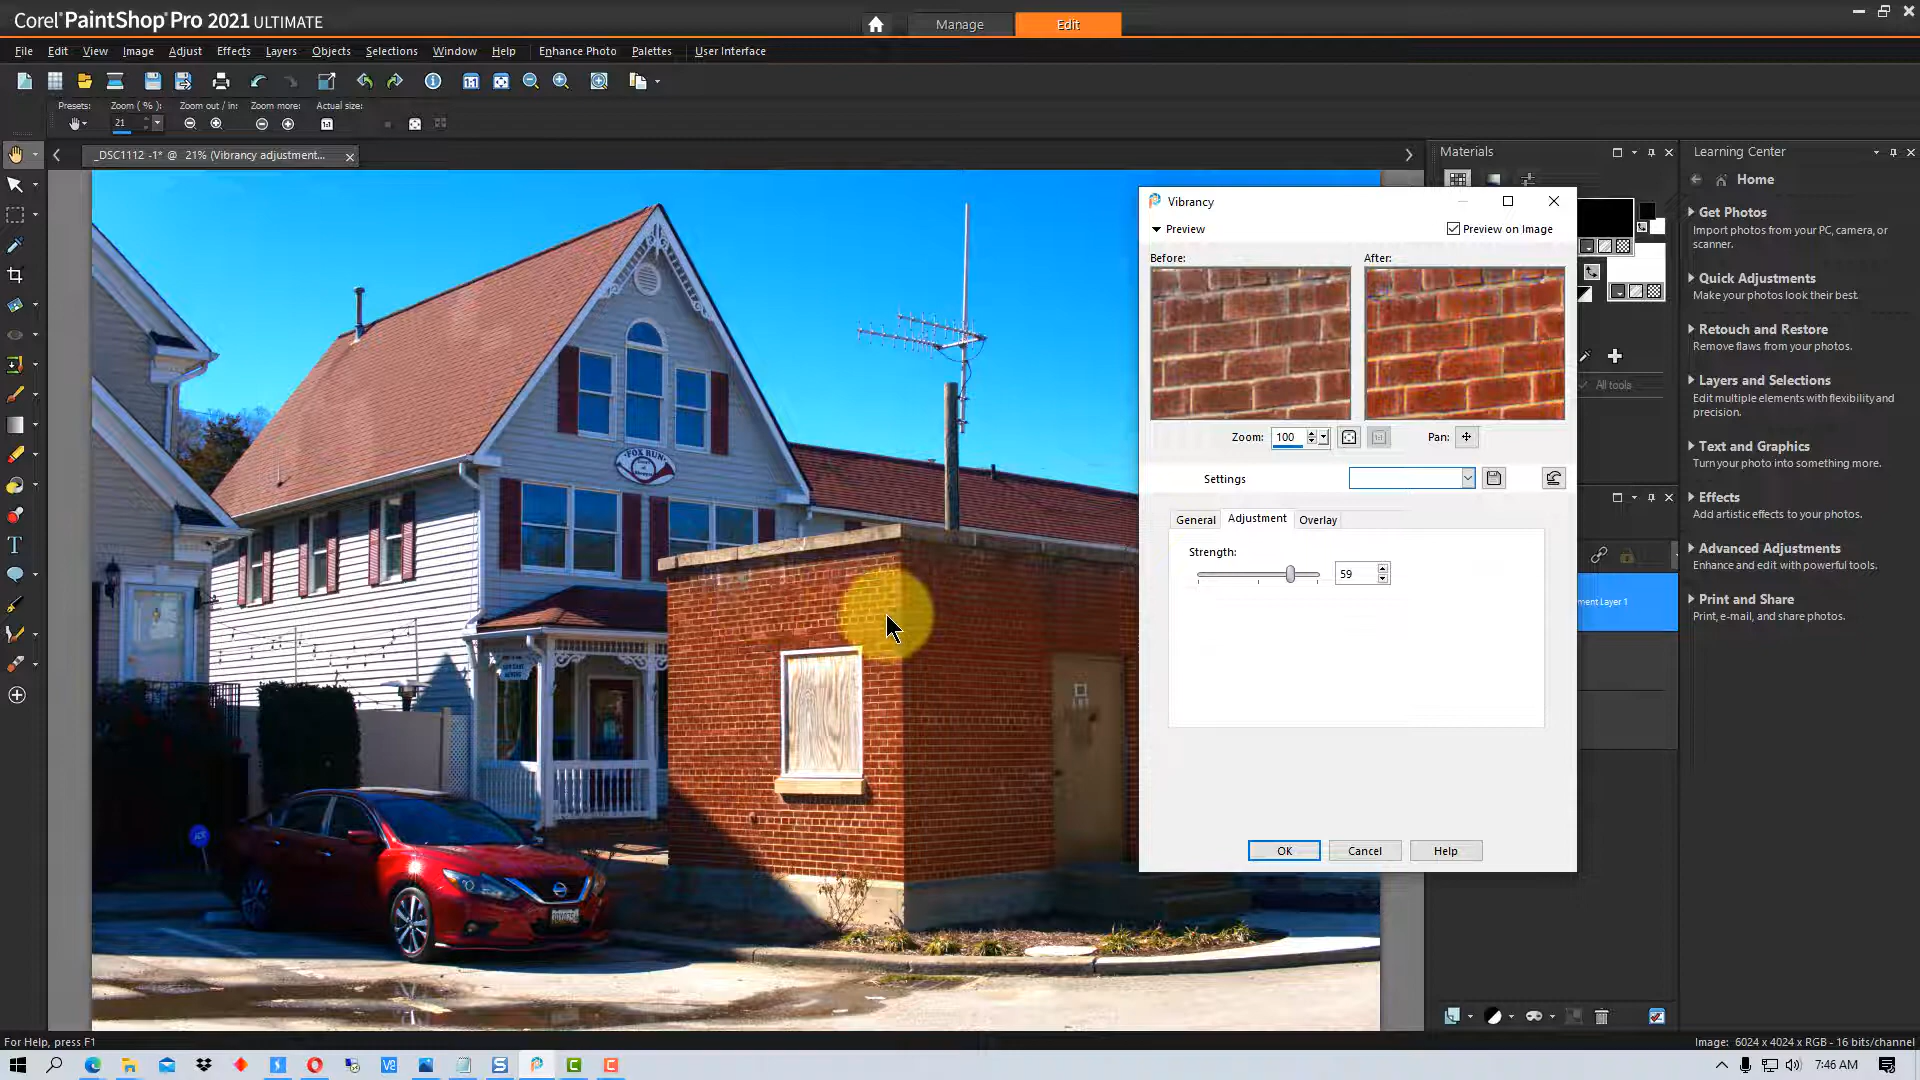 Corel PaintShop Pro 2021 ULTIMATE
Manage
Edit
File Edit View Image Adjust Effects Layers Objects Selections Window Help Enhance Photo Palettes User Interface
Presets: Zoom ( % ): Zoom out / in: Zoom more: Actual size:
21
_DSC1112 -1* @ 21% (Vibrancy adjustment...
Materials
Learning Center
Home
Get Photos
Import photos from your PC, camera, or
scanner.
Quick Adjustments
Make your photos look their best.
Retouch and Restore
Remove flaws from your photos.
Layers and Selections
Edit multiple elements with flexibility and
precision.
Text and Graphics
Turn your photo into something more.
Effects
Add artistic effects to your photos.
Advanced Adjustments
Enhance and edit with powerful tools.
Print and Share
Print, e-mail, and share photos.
All tools
ment Layer 1
Vibrancy
Preview
Preview on Image
Before:
After:
Zoom: 100
Pan:
Settings
General Adjustment Overlay
Strength:
59
OK Cancel Help
FOX RUN
For Help, press F1
Image: 6024 x 4024 x RGB - 16 bits/channel
7:46 AM